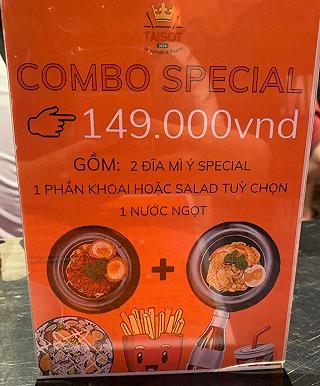 TAISOT
COMBO SPECIAL
149.000vnd
GỒM: 2 ĐĨA MÌ Ý SPECIAL
1 PHẦN KHOAI HOẶC SALAD TUỲ CHỌN
1 NƯỚC NGỌT
+